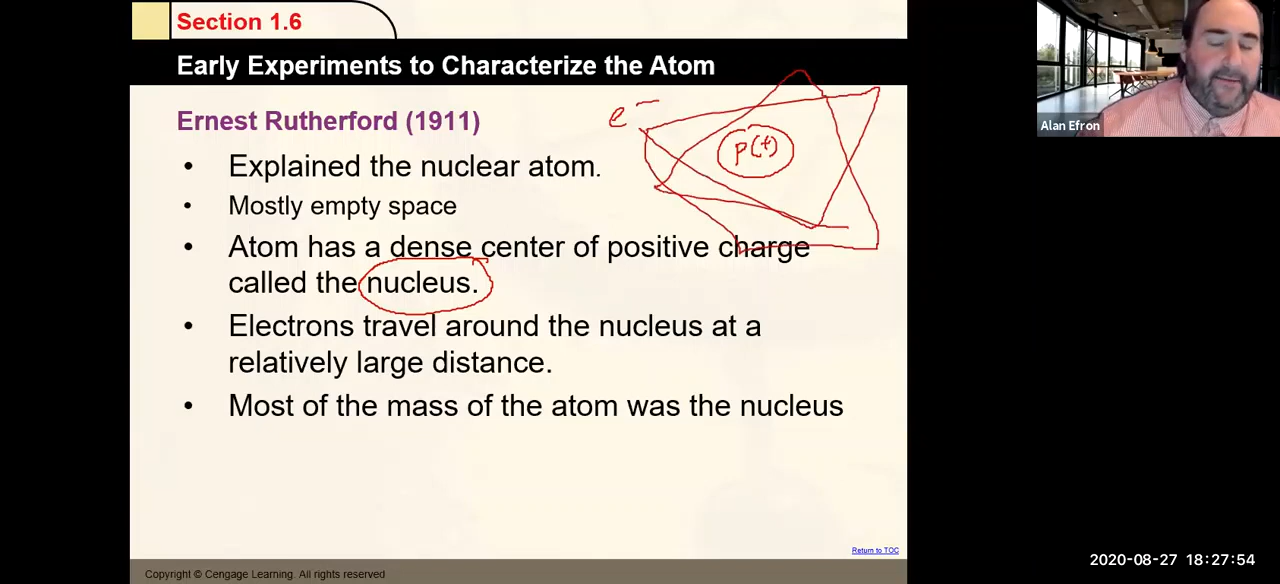 Section 1.6
Early Experiments to Characterize the Atom
Ernest Rutherford (1911)
e⁻
p(+)
• Explained the nuclear atom.
• Mostly empty space
• Atom has a dense center of positive charge
called the nucleus.
• Electrons travel around the nucleus at a
relatively large distance.
• Most of the mass of the atom was the nucleus
Return to TOC
Copyright © Cengage Learning. All rights reserved
Alan Efron
2020-08-27 18:27:54